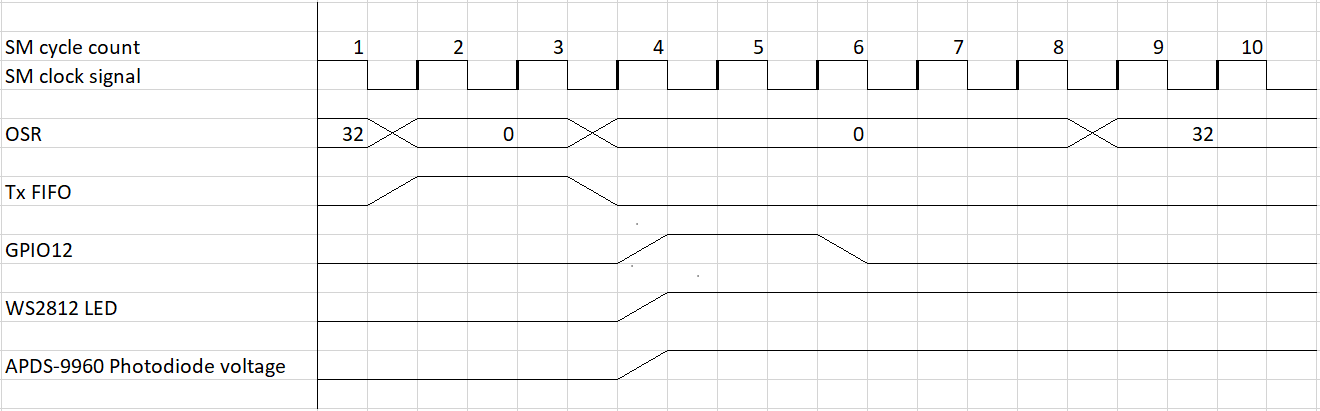 SM cycle count 1 2 3 4 5 6 7 8 9 10
SM clock signal
OSR 32 0 0 32
Tx FIFO
GPIO12
WS2812 LED
APDS-9960 Photodiode voltage